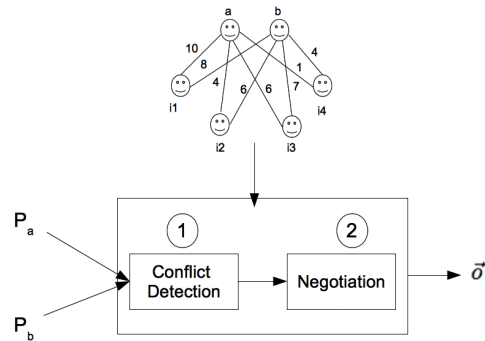 a b
10 8 4 6 6 7 1 4
i1 i4
i2 i3
1 2
Pa
Conflict
Detection
Negotiation
o⃗
Pb